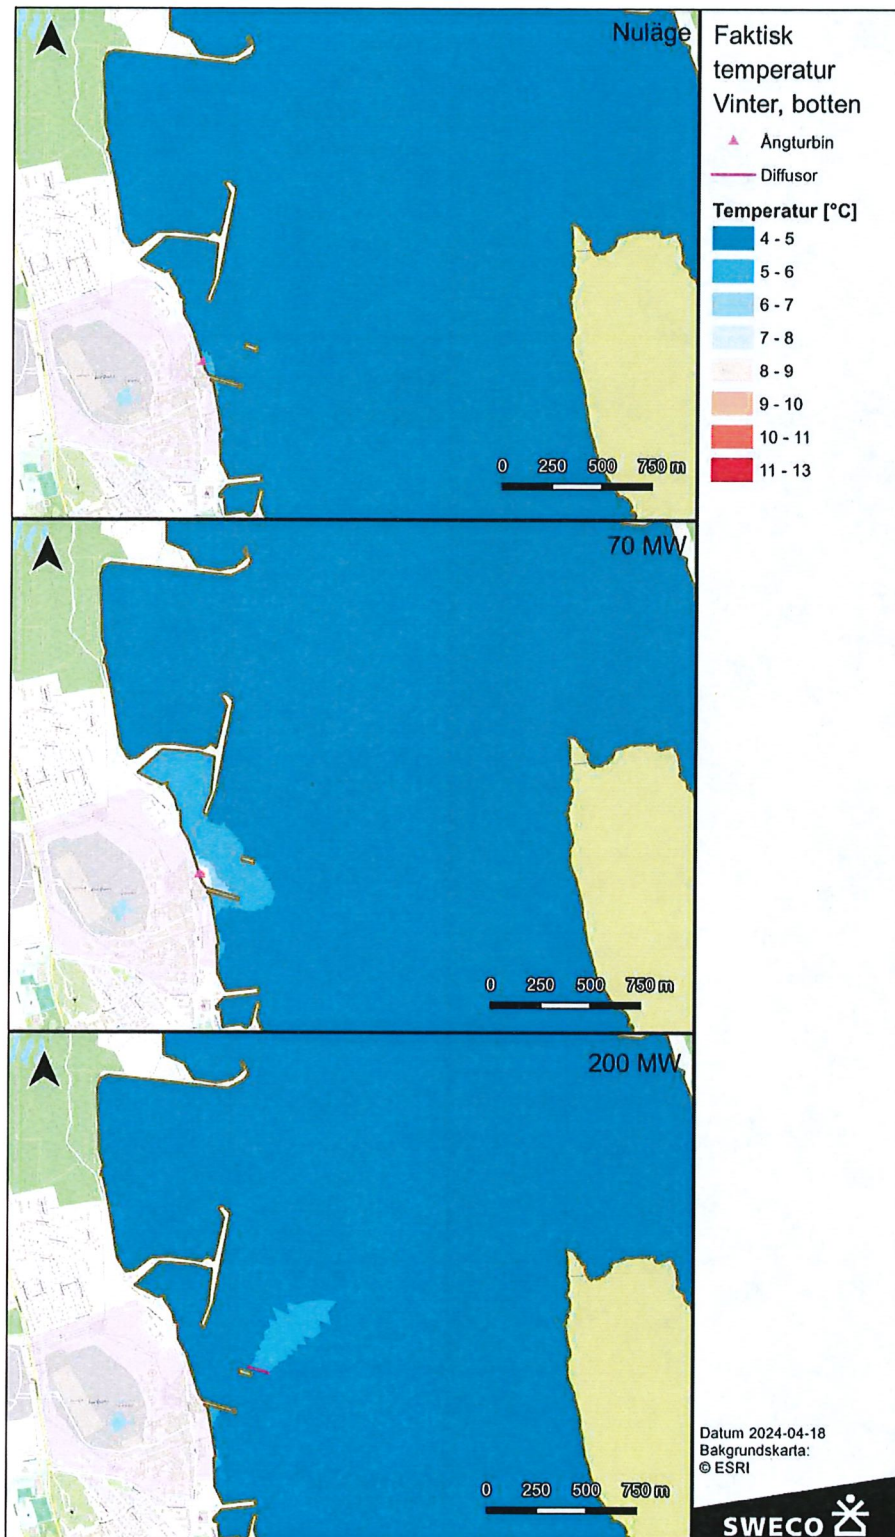 Nuläge
0 250 500 750 m
70 MW
0 250 500 750 m
200 MW
0 250 500 750 m
Faktisk
temperatur
Vinter, botten
Ångturbin
Diffusor
Temperatur [°C]
4 - 5
5 - 6
6 - 7
7 - 8
8 - 9
9 - 10
10 - 11
11 - 13
Datum 2024-04-18
Bakgrundskarta:
© ESRI
SWECO